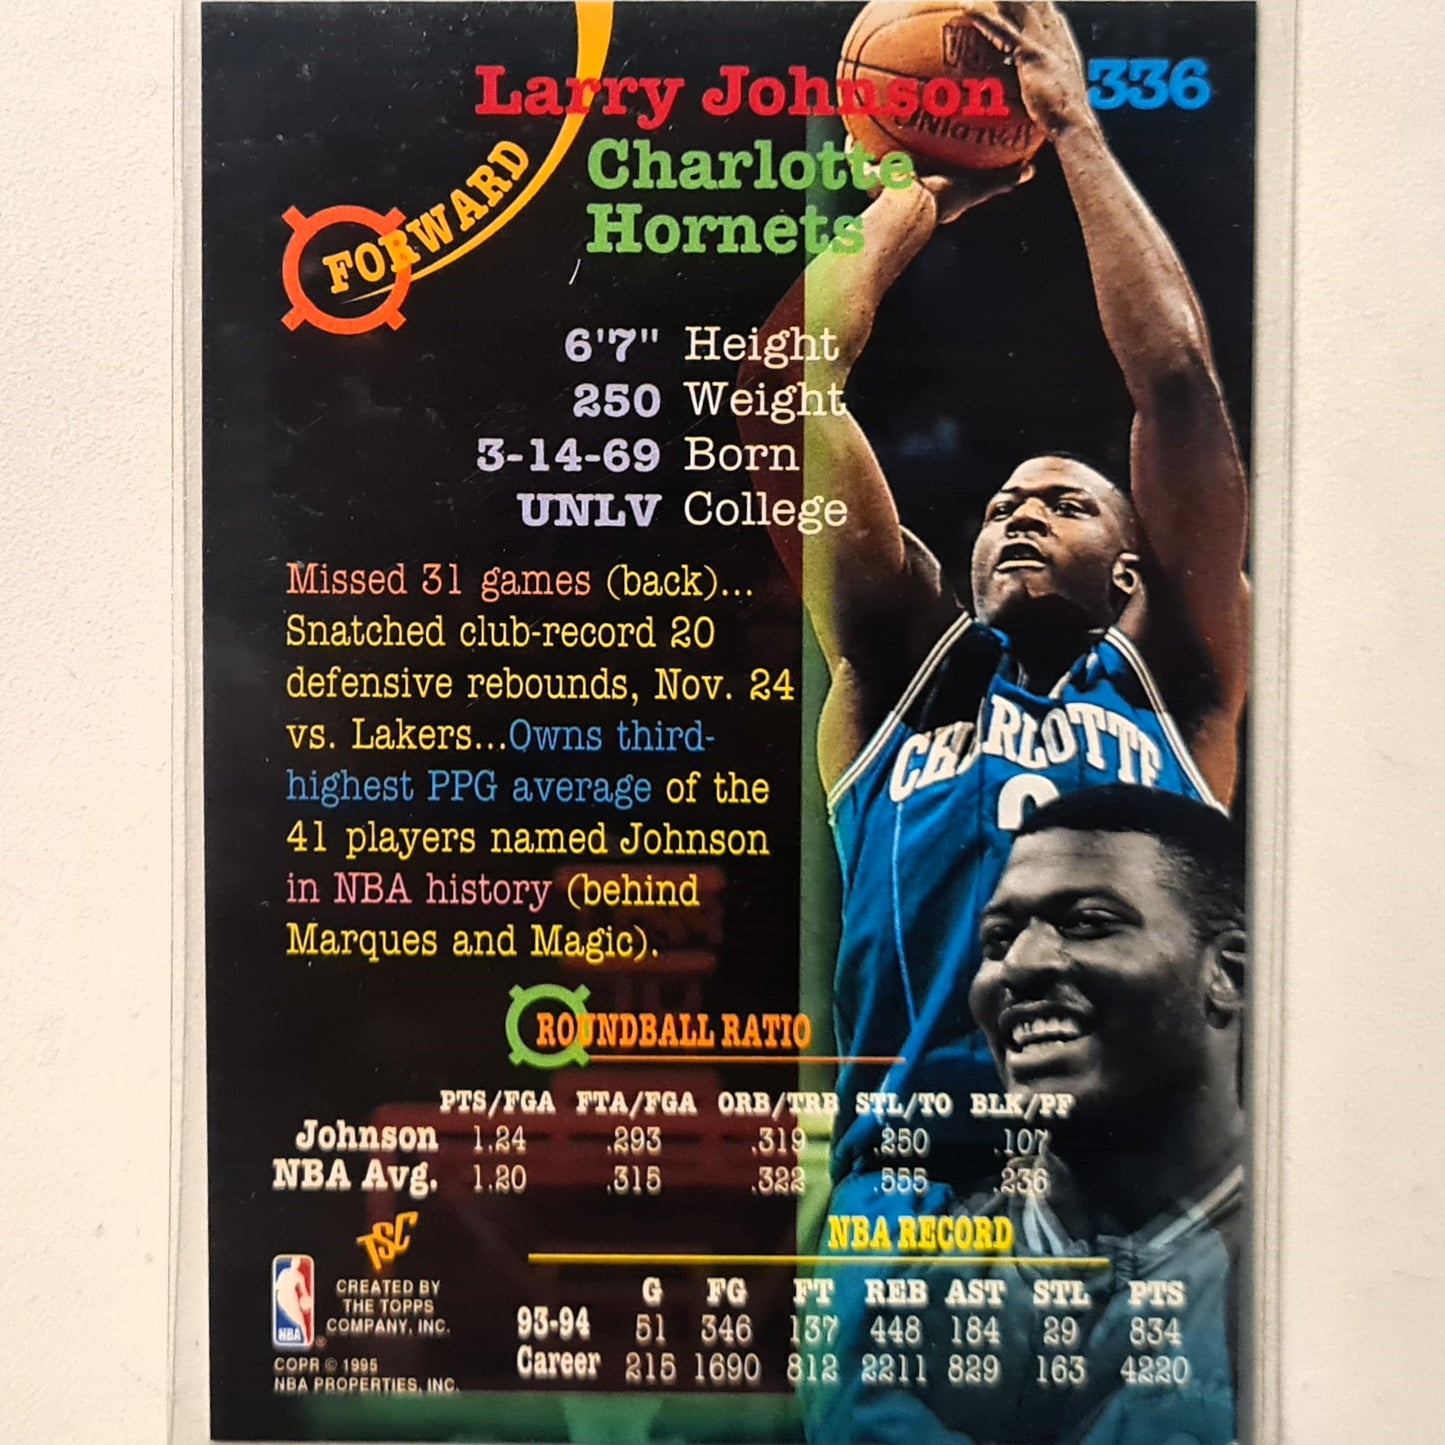 Larry Johnson
336
Charlotte
Hornets
FORWARD
6'7" Height
250 Weight
3-14-69 Born
UNLV College
Missed 31 games (back)...
Snatched club-record 20
defensive rebounds, Nov. 24
vs. Lakers...Owns third-
highest PPG average of the
41 players named Johnson
in NBA history (behind
Marques and Magic).
CHARLOTTE
ROUNDBALL RATIO
PTS/FGA FTA/FGA ORB/TRB STL/TO BLK/PF
Johnson 1.24 .293 .319 .250 .107
NBA Avg. 1.20 .315 .322 .555 .236
NBA RECORD
G FG FT REB AST STL PTS
93-94 51 346 137 448 184 29 834
Career 215 1690 812 2211 829 163 4220
TSC
NBA ®
CREATED BY
THE TOPPS
COMPANY, INC.
COPR © 1995
NBA PROPERTIES, INC.